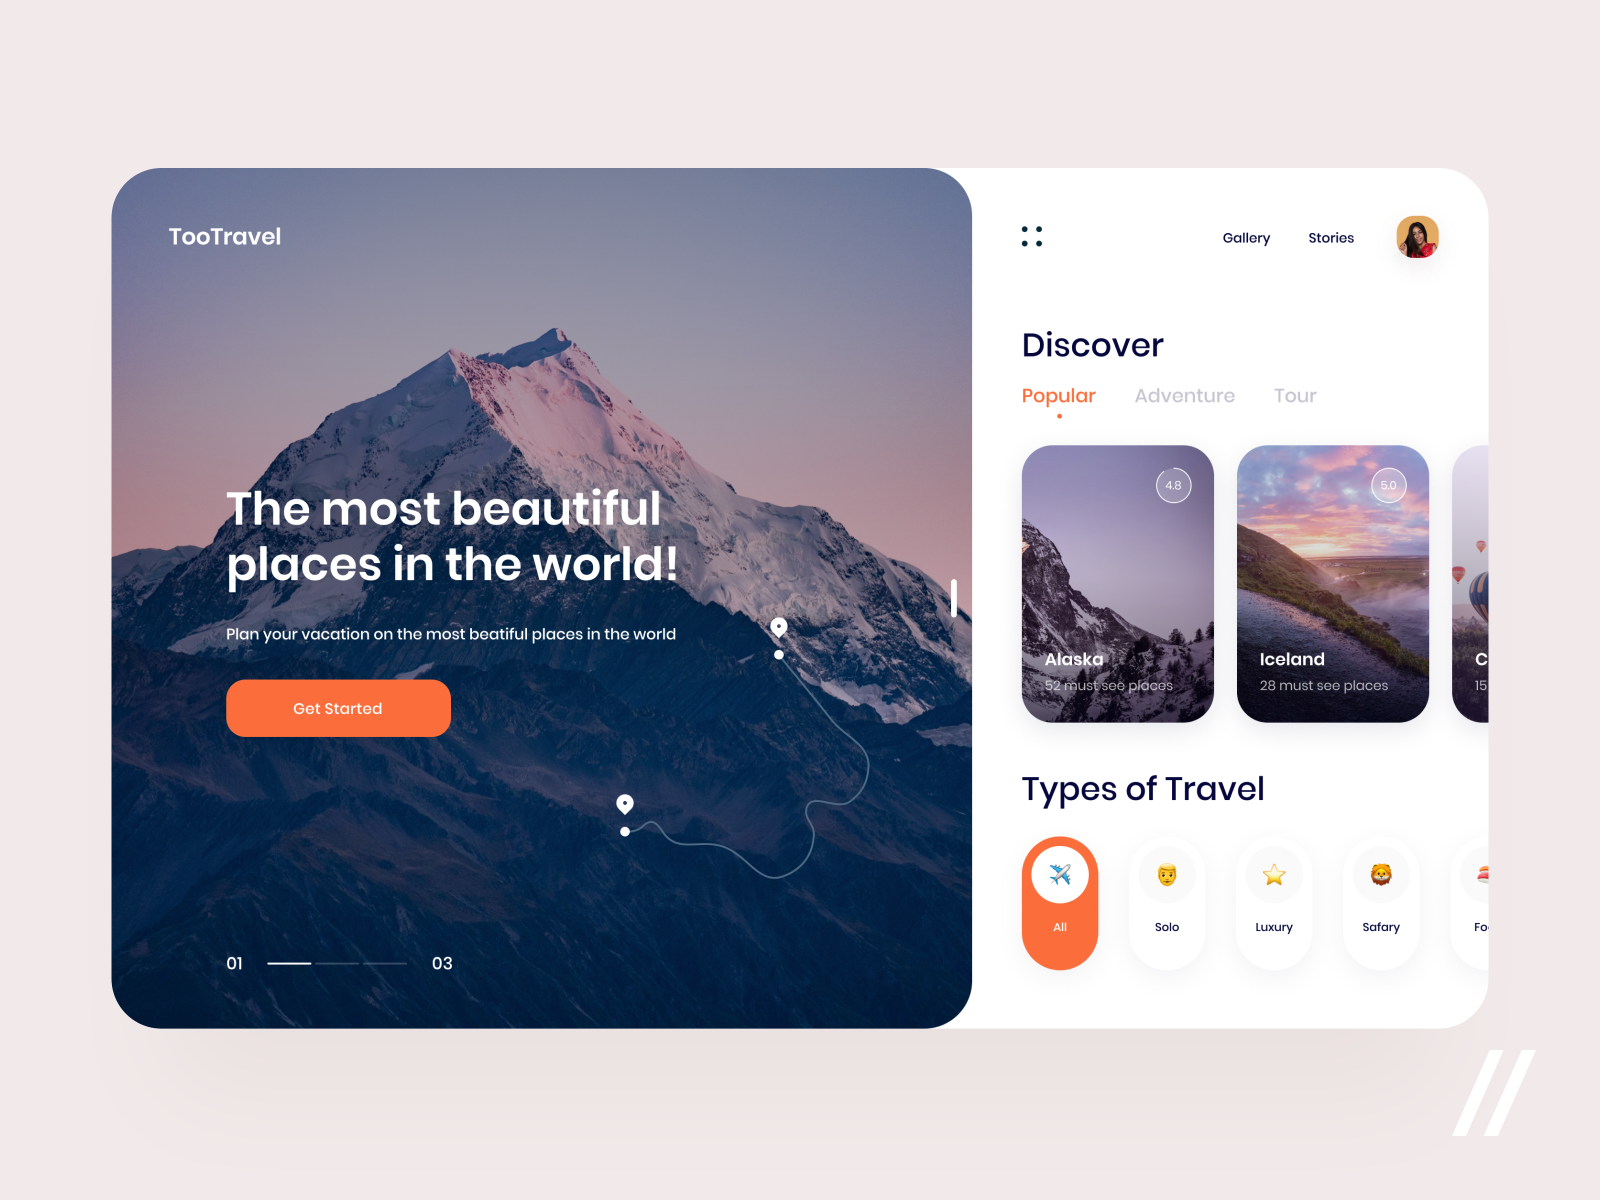 TooTravel
The most beautiful
places in the world!
Plan your vacation on the most beatiful places in the world
Get Started
01
03
Gallery
Stories
Discover
Popular
Adventure
Tour
4.8
Alaska
52 must see places
5.0
Iceland
28 must see places
C
15
Types of Travel
All
Solo
Luxury
Safary
Fo